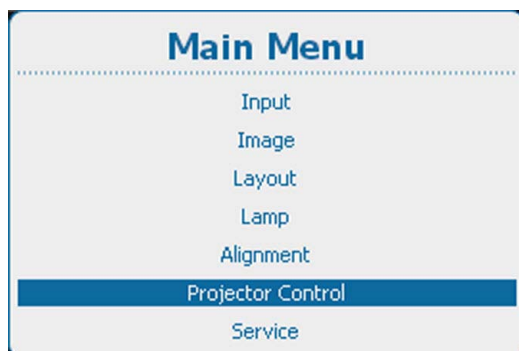 Main Menu
Input
Image
Layout
Lamp
Alignment
Projector Control
Service